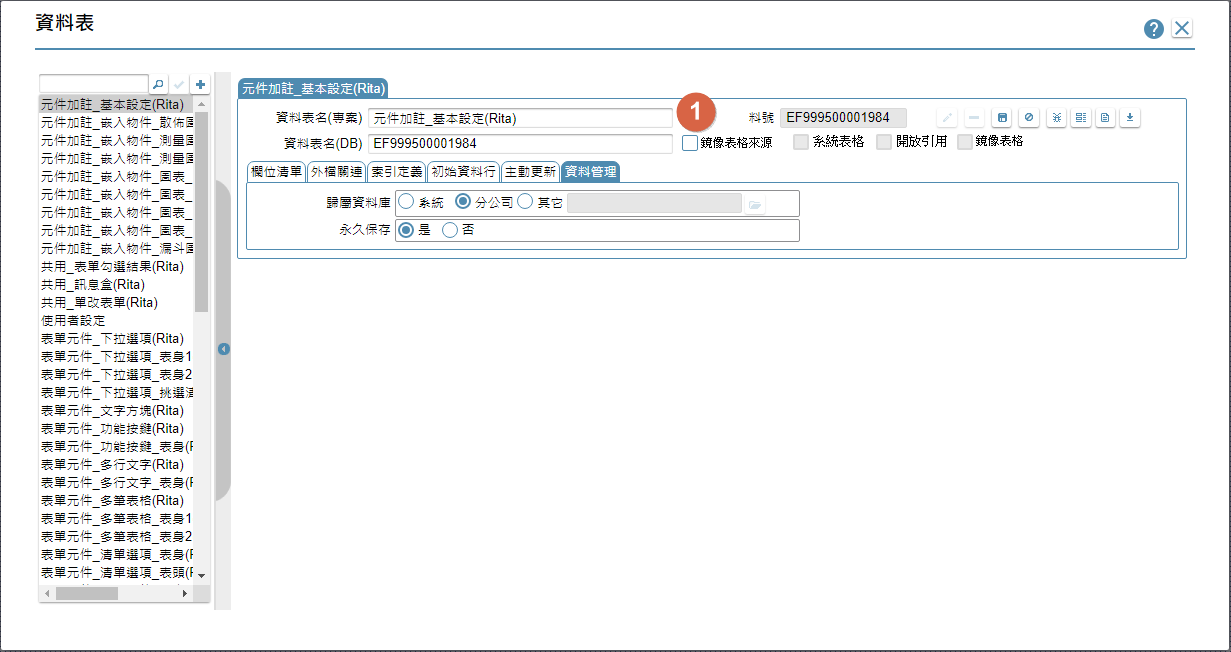 資料表
元件加註_基本設定(Rita)
元件加註_嵌入物件_散佈圖
元件加註_嵌入物件_測量圖
元件加註_嵌入物件_測量圖
元件加註_嵌入物件_圖表_
元件加註_嵌入物件_圖表_
元件加註_嵌入物件_圖表_
元件加註_嵌入物件_圖表_
元件加註_嵌入物件_漏斗圖
共用_表單勾選結果(Rita)
共用_訊息盒(Rita)
共用_單改表單(Rita)
使用者設定
表單元件_下拉選項(Rita)
表單元件_下拉選項_表身1
表單元件_下拉選項_表身2
表單元件_下拉選項_挑選清
表單元件_文字方塊(Rita)
表單元件_功能按鍵(Rita)
表單元件_功能按鍵_表身(R
表單元件_多行文字(Rita)
表單元件_多行文字_表身(R
表單元件_多筆表格(Rita)
表單元件_多筆表格_表身1
表單元件_多筆表格_表身2
表單元件_清單選項_表身(R
表單元件_清單選項_表頭(R
元件加註_基本設定(Rita)
資料表名(專案) 元件加註_基本設定(Rita) 1 料號 EF999500001984
資料表名(DB) EF999500001984 鏡像表格來源 系統表格 開放引用 鏡像表格
欄位清單 外檔關連 索引定義 初始資料行 主動更新 資料管理
歸屬資料庫 系統 分公司 其它
永久保存 是 否